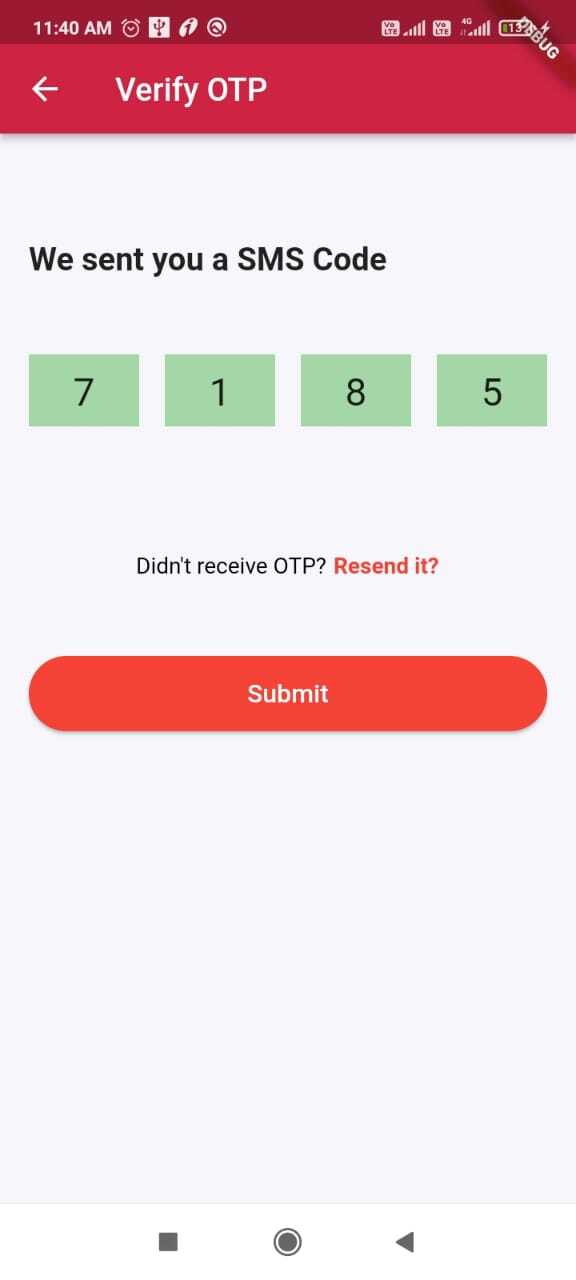 11:40 AM
Vo LTE Vo LTE 4G 13
DEBUG
Verify OTP
We sent you a SMS Code
7 1 8 5
Didn't receive OTP? Resend it?
Submit